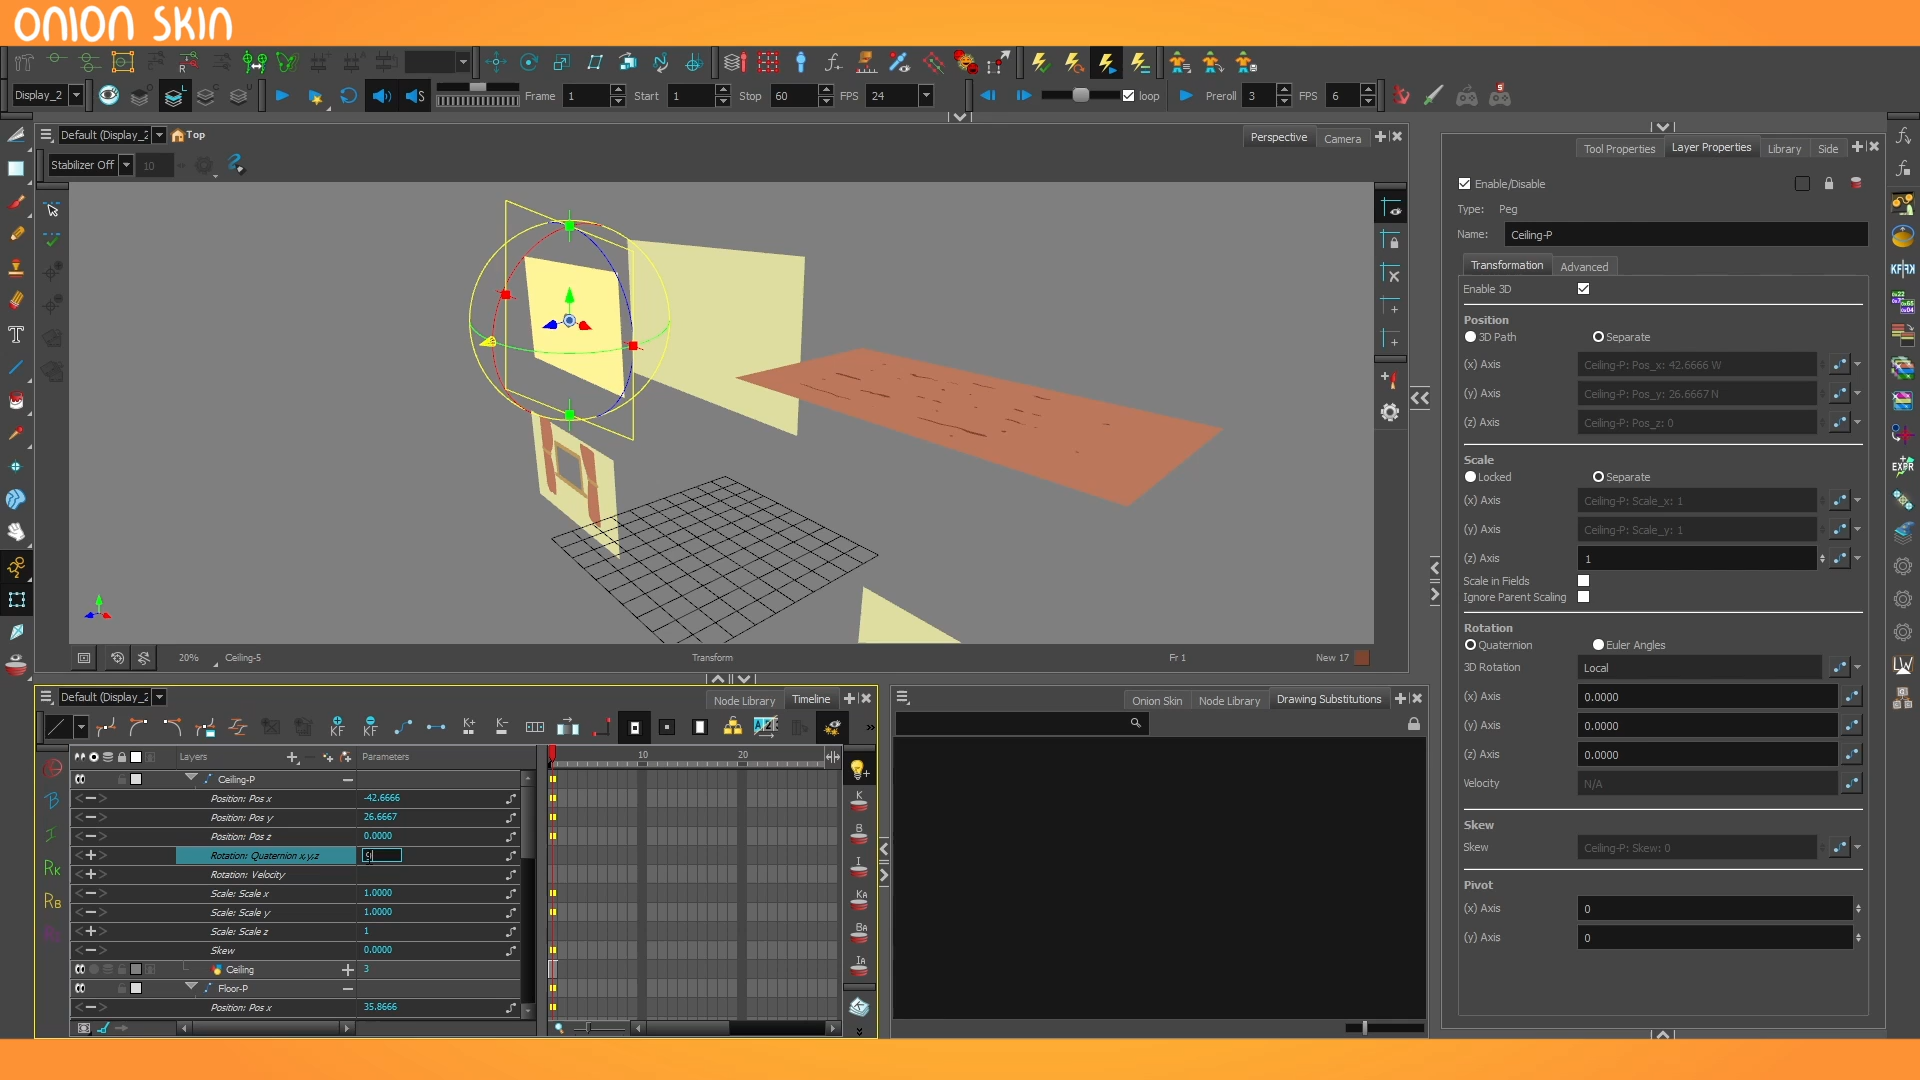 ONION SKIN
Display_2
Frame 1 Start 1 Stop 60 FPS 24 loop Preroll 3 FPS 6
Default (Display_2 Top
Perspective Camera
Stabilizer Off 10
20% Ceiling-5 Transform Fr 1 New 17
Tool Properties Layer Properties Library Side
Enable/Disable
Type: Peg
Name: Ceiling-P
Transformation Advanced
Enable 3D
Position
3D Path Separate
(x) Axis Ceiling-P: Pos_x: 42.6666 W
(y) Axis Ceiling-P: Pos_y: 26.6667 N
(z) Axis Ceiling-P: Pos_z: 0
Scale
Locked Separate
(x) Axis Ceiling-P: Scale_x: 1
(y) Axis Ceiling-P: Scale_y: 1
(z) Axis 1
Scale in Fields
Ignore Parent Scaling
Rotation
Quaternion Euler Angles
3D Rotation Local
(x) Axis 0.0000
(y) Axis 0.0000
(z) Axis 0.0000
Velocity N/A
Skew
Skew Ceiling-P: Skew: 0
Pivot
(x) Axis 0
(y) Axis 0
Default (Display_2
Node Library Timeline
Layers Parameters 10 20
Ceiling-P
Position: Pos x -42.6666
Position: Pos y 26.6667
Position: Pos z 0.0000
Rotation: Quaternion x,y,z
Rotation: Velocity
Scale: Scale x 1.0000
Scale: Scale y 1.0000
Scale: Scale z 1
Skew 0.0000
Ceiling 3
Floor-P
Position: Pos x 35.8666
Onion Skin Node Library Drawing Substitutions